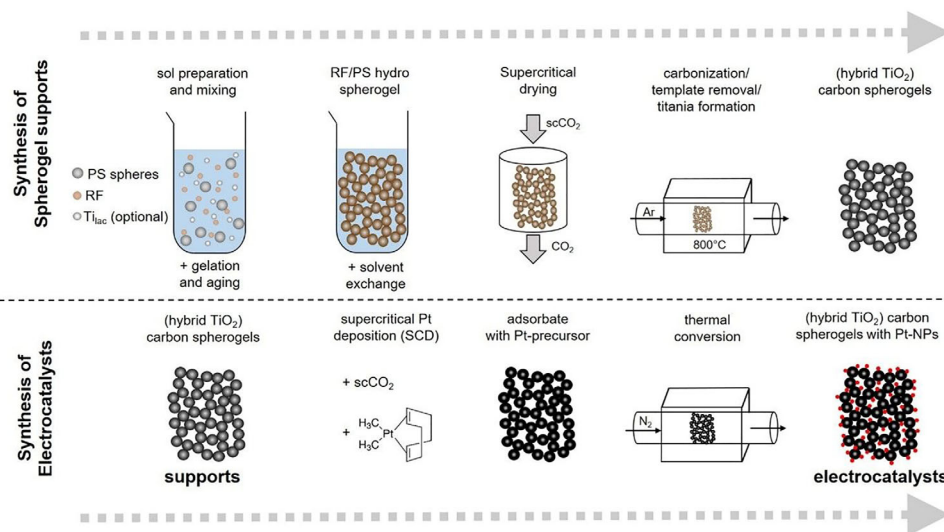 Synthesis of
Spherogel supports
sol preparation
and mixing
PS spheres
RF
Tilac (optional)
+ gelation
and aging
RF/PS hydro
spherogel
+ solvent
exchange
Supercritical
drying
scCO₂
CO₂
carbonization/
template removal/
titania formation
Ar
800°C
(hybrid TiO₂)
carbon spherogels
Synthesis of
Electrocatalysts
(hybrid TiO₂)
carbon spherogels
supports
supercritical Pt
deposition (SCD)
+ scCO₂
+
H₃C
Pt
H₃C
adsorbate
with Pt-precursor
thermal
conversion
N₂
(hybrid TiO₂) carbon
spherogels with Pt-NPs
electrocatalysts